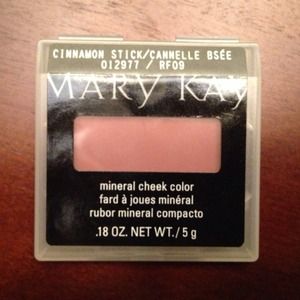 CINNAMON STICK/CANNELLE BSÉE
012977 / RF09
MARY KAY
mineral cheek color
fard à joues minéral
rubor mineral compacto
.18 OZ. NET WT./5 g